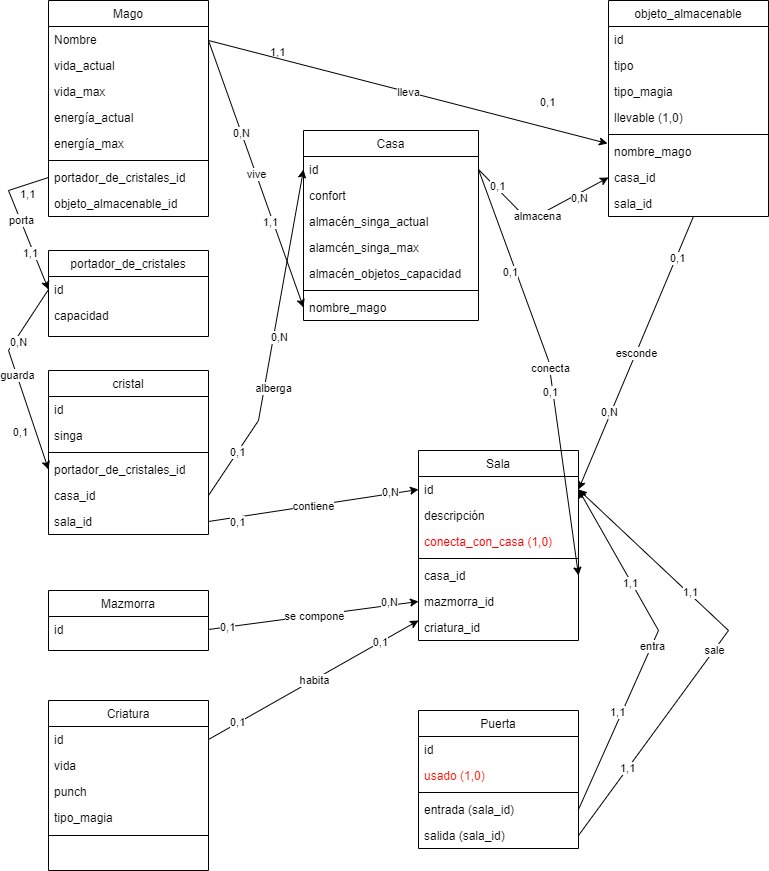 Mago
Nombre
vida_actual
vida_max
energía_actual
energía_max
portador_de_cristales_id
objeto_almacenable_id
objeto_almacenable
id
tipo
tipo_magia
llevable (1,0)
nombre_mago
casa_id
sala_id
1,1
lleva
0,1
0,N
vive
1,1
Casa
id
confort
almacén_singa_actual
alamcén_singa_max
almacén_objetos_capacidad
nombre_mago
0,1
almacena
0,N
1,1
porta
1,1
portador_de_cristales
id
capacidad
0,N
guarda
0,1
cristal
id
singa
portador_de_cristales_id
casa_id
sala_id
0,N
alberga
0,1
0,1
conecta
0,1
0,1
esconde
0,N
0,1
contiene
0,N
Sala
id
descripción
conecta_con_casa (1,0)
casa_id
mazmorra_id
criatura_id
Mazmorra
id
0,1
se compone
0,N
Criatura
id
vida
punch
tipo_magia
0,1
habita
0,1
1,1
entra
1,1
1,1
sale
1,1
Puerta
id
usado (1,0)
entrada (sala_id)
salida (sala_id)